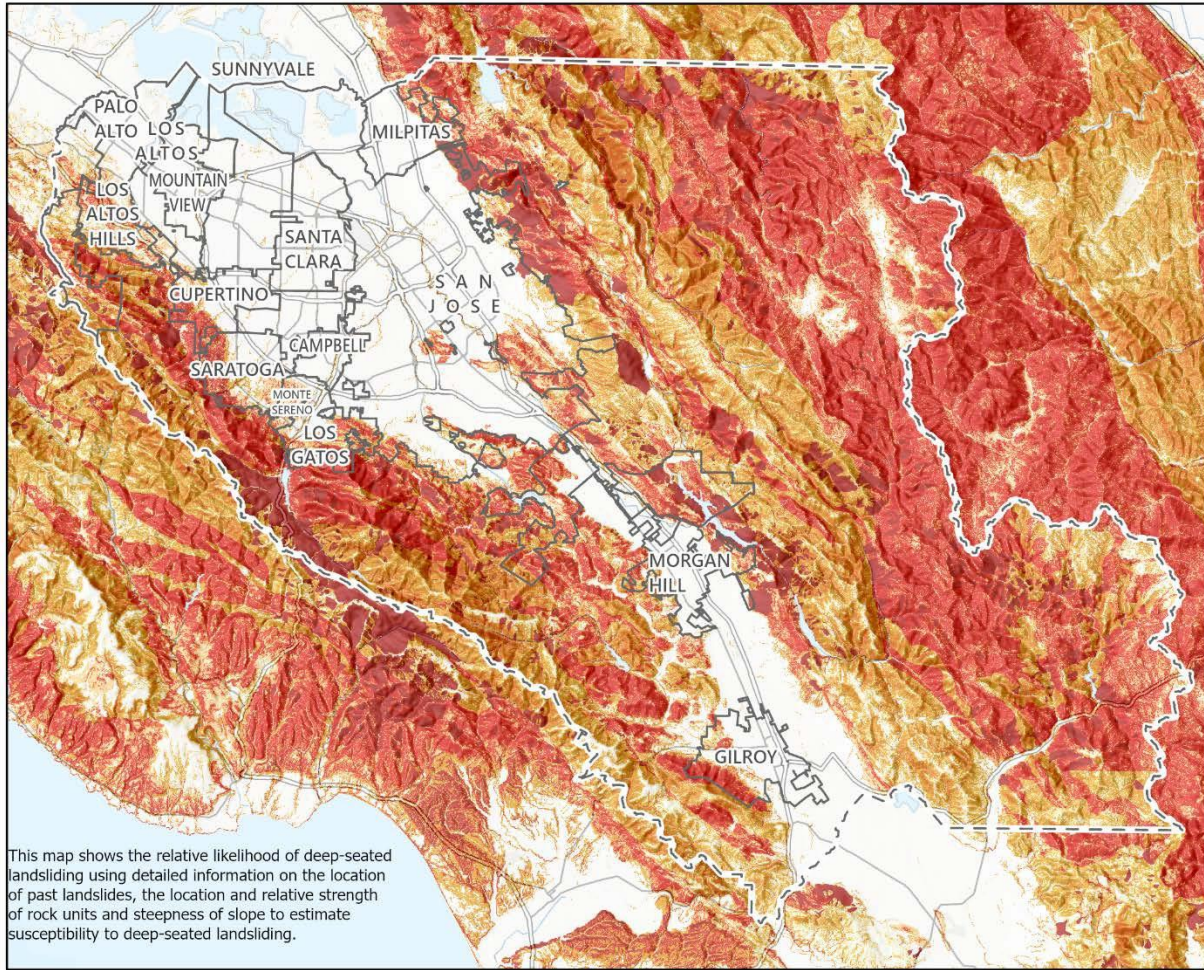 SUNNYVALE
PALO
ALTO
LOS
ALTOS
MILPITAS
MOUNTAIN
VIEW
LOS
ALTOS
HILLS
SANTA
CLARA
SAN
JOSE
CUPERTINO
CAMPBELL
SARATOGA
MONTE
SERENO
LOS
GATOS
MORGAN
HILL
GILROY
This map shows the relative likelihood of deep-seated
landsliding using detailed information on the location
of past landslides, the location and relative strength
of rock units and steepness of slope to estimate
susceptibility to deep-seated landsliding.